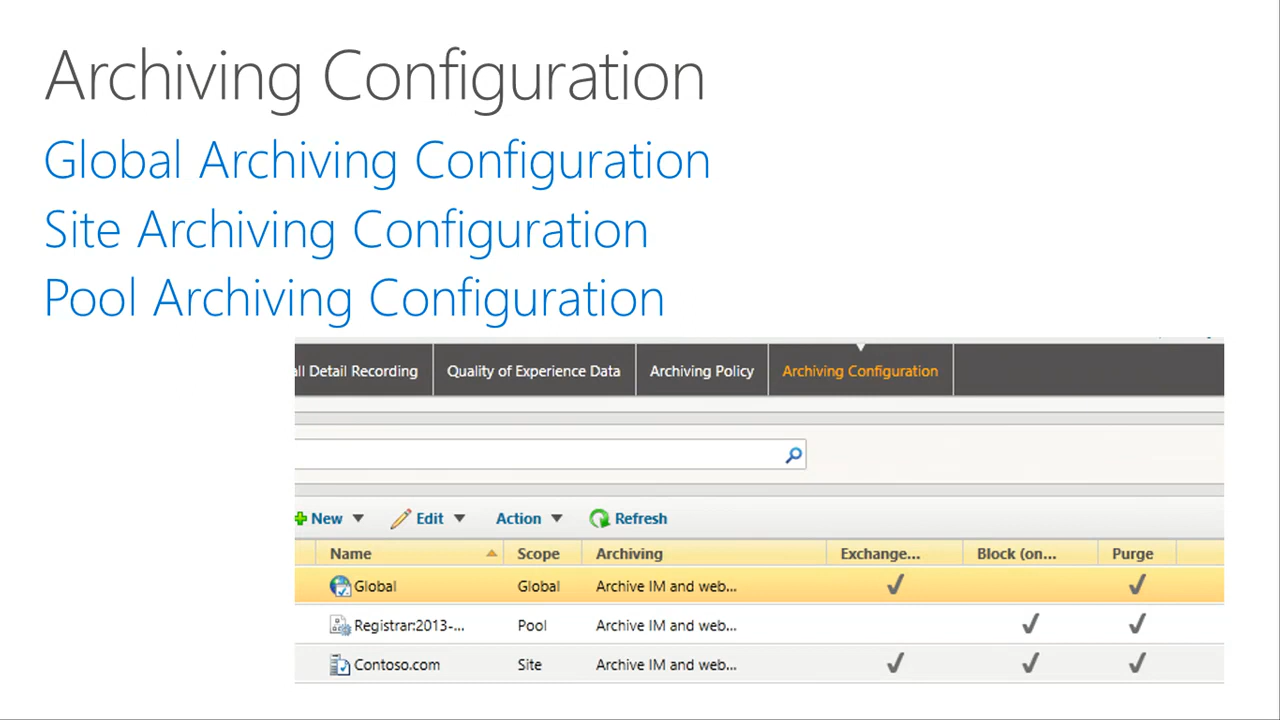 Archiving Configuration
Global Archiving Configuration
Site Archiving Configuration
Pool Archiving Configuration
all Detail Recording Quality of Experience Data Archiving Policy Archiving Configuration
New Edit Action Refresh
Name Scope Archiving Exchange... Block (on... Purge
Global Global Archive IM and web...
Registrar:2013-... Pool Archive IM and web...
Contoso.com Site Archive IM and web...